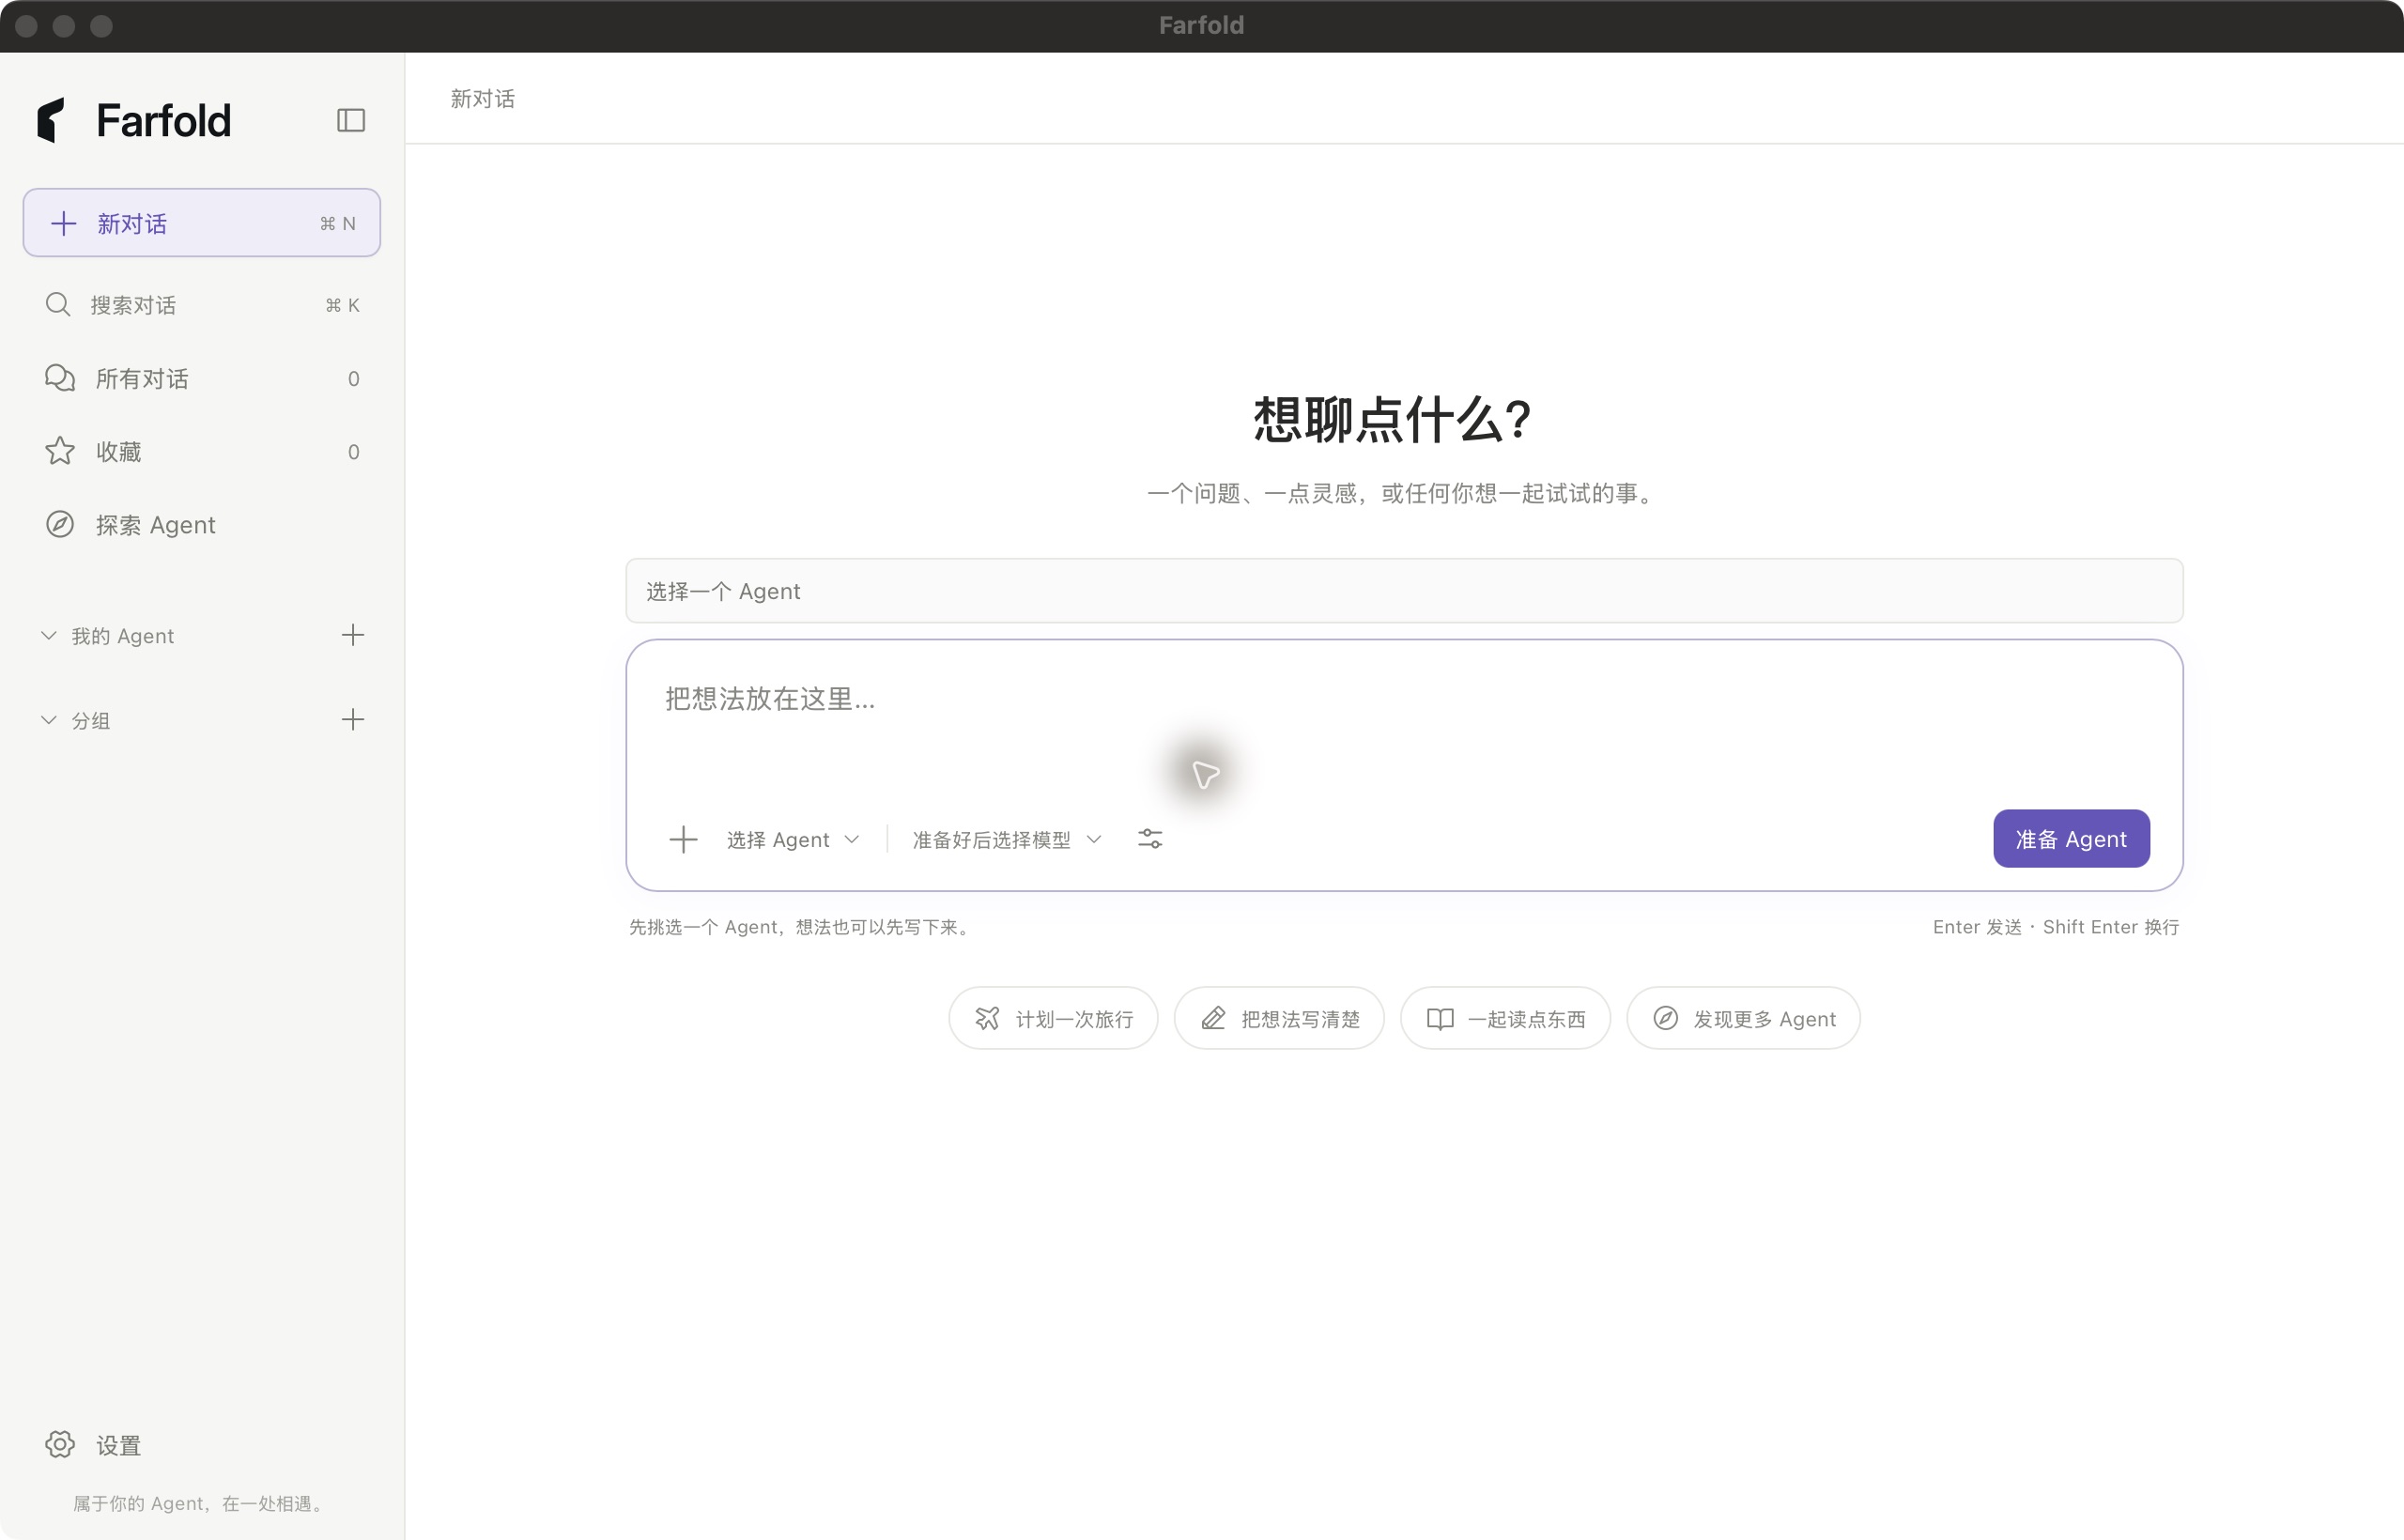 Farfold
Farfold
新对话
新对话 ⌘ N
搜索对话 ⌘ K
所有对话 0
收藏 0
探索 Agent
我的 Agent
分组
想聊点什么?
一个问题、一点灵感，或任何你想一起试试的事。
选择一个 Agent
把想法放在这里...
选择 Agent 准备好后选择模型 准备 Agent
先挑选一个 Agent，想法也可以先写下来。 Enter 发送 · Shift Enter 换行
计划一次旅行 把想法写清楚 一起读点东西 发现更多 Agent
设置
属于你的 Agent，在一处相遇。